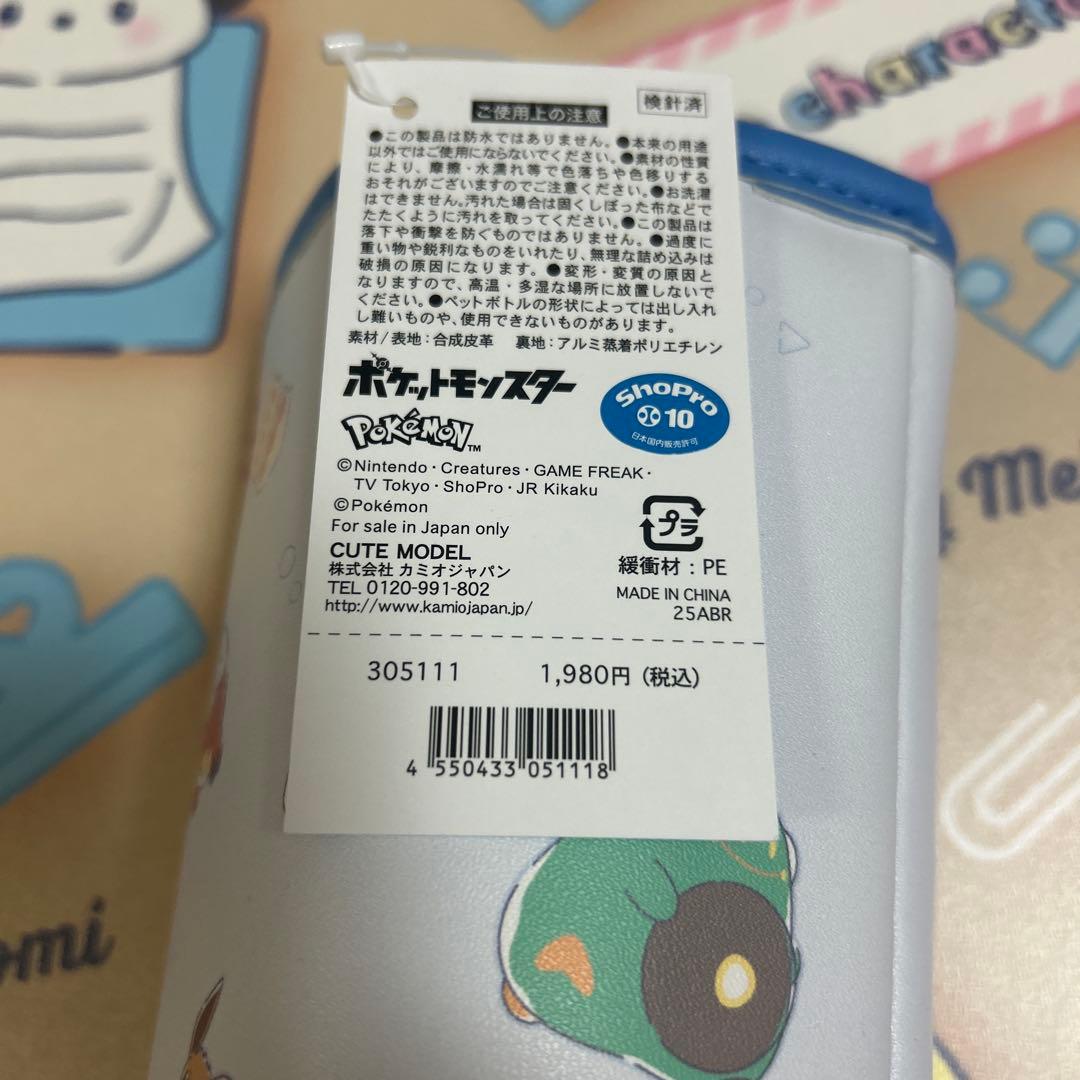 character
ご使用上の注意
検針済
●この製品は防水ではありません。●本来の用途
以外ではご使用にならないでください。●素材の性質
により、摩擦・水濡れ等で色落ちや色移りする
おそれがございますのでご注意ください。●お洗濯
はできません。汚れた場合は固くしぼった布などで
たたくように汚れを取ってください。●この製品は
落下や衝撃を防ぐものではありません。●過度に
重い物や鋭利なものをいれたり、無理な詰め込みは
破損の原因になります。●変形・変質の原因と
なりますので、高温・多湿な場所に放置しないで
ください。●ペットボトルの形状によっては出し入れ
し難いものや、使用できないものがあります。
素材/表地:合成皮革 裏地:アルミ蒸着ポリエチレン
ポケットモンスター
POKéMON™
ShoPro
10
日本国内販売許可
©Nintendo・Creatures・GAME FREAK・
TV Tokyo・ShoPro・JR Kikaku
©Pokémon
For sale in Japan only
CUTE MODEL
株式会社 カミオジャパン
TEL 0120-991-802
http://www.kamiojapan.jp/
プラ
緩衝材:PE
MADE IN CHINA
25ABR
305111 1,980円(税込)
4 550433 051118